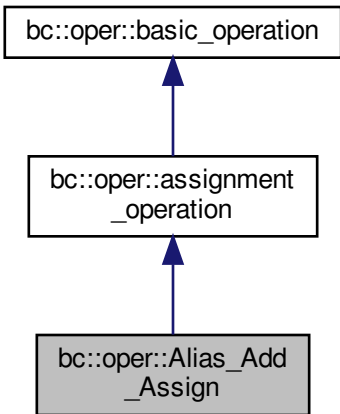 bc::oper::basic_operation
bc::oper::assignment
_operation
bc::oper::Alias_Add
_Assign